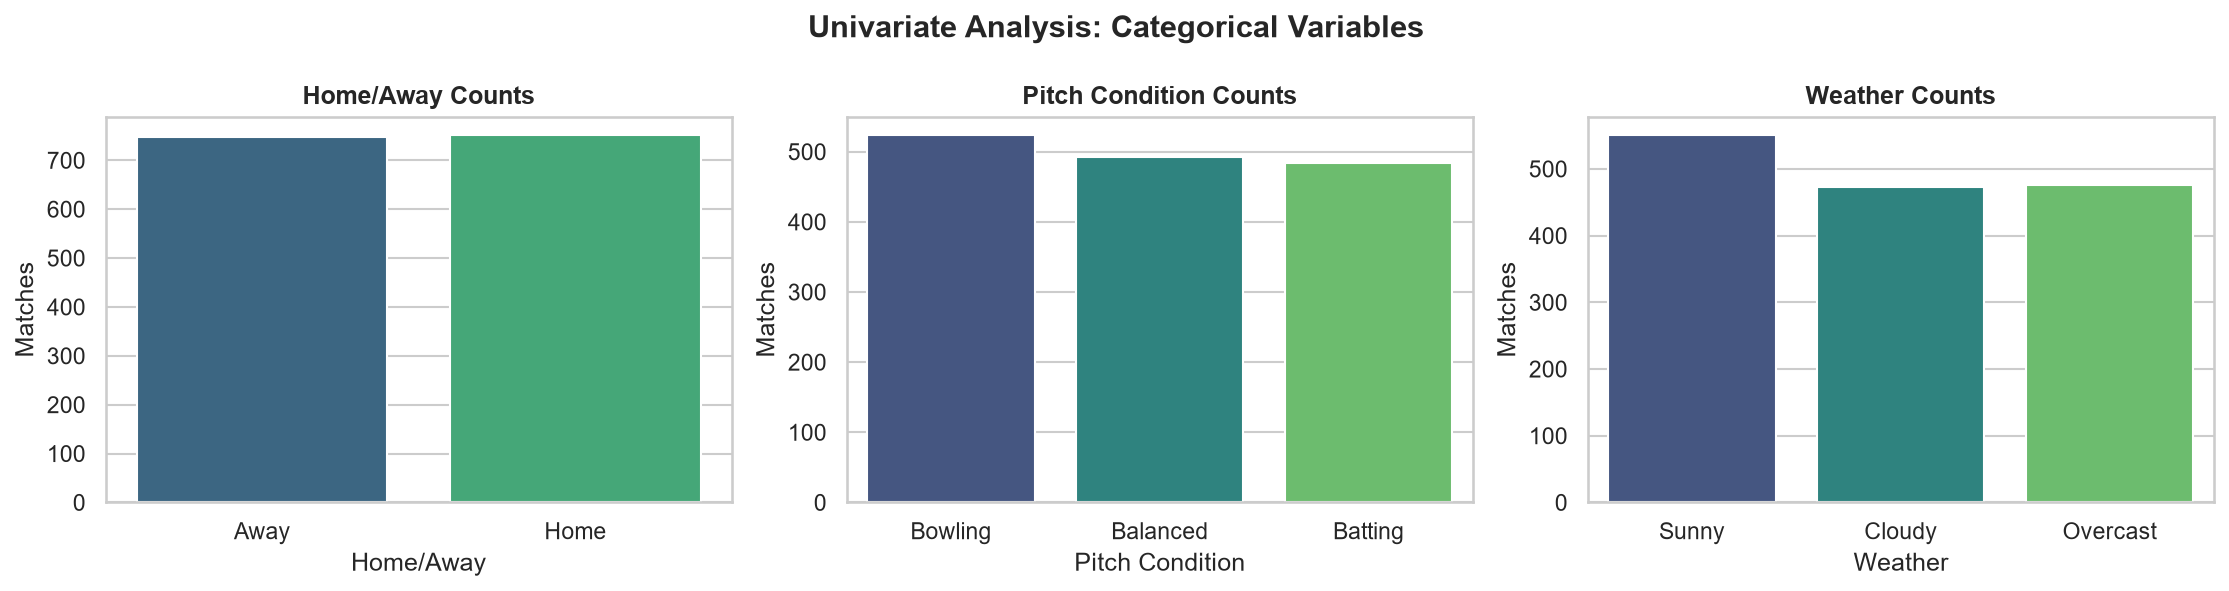 Univariate Analysis: Categorical Variables
Home/Away Counts
700
600
500
400
300
200
100
0
Matches
Away
Home
Home/Away
Pitch Condition Counts
500
400
300
200
100
0
Matches
Bowling
Balanced
Batting
Pitch Condition
Weather Counts
500
400
300
200
100
0
Matches
Sunny
Cloudy
Overcast
Weather